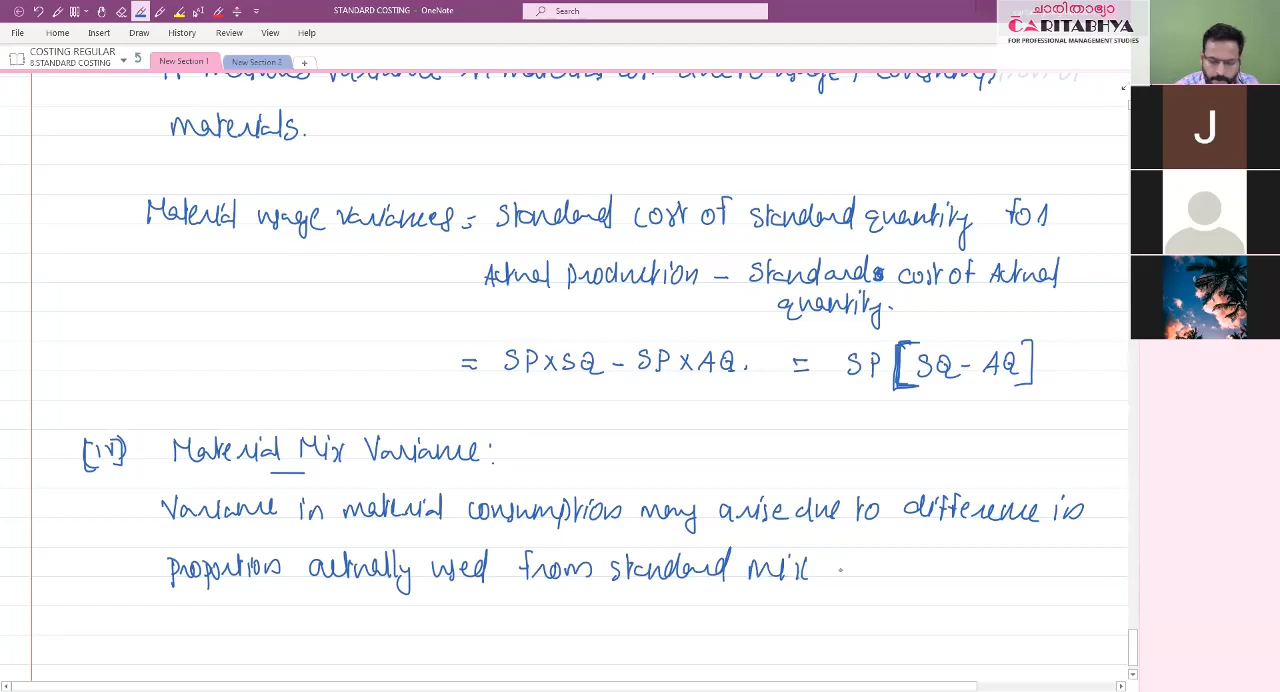 STANDARD COSTING - OneNote
Search
ചാരിതാഭ്യാ
CARITABHYA
FOR PROFESSIONAL MANAGEMENT STUDIES
File Home Insert Draw History Review View Help
COSTING REGULAR
8.STANDARD COSTING
5
New Section 1
New Section 2
materials.
Material usage variances = Standard cost of standard quantity for
Actual production – Standard cost of Actual
quantity.
= SP×SQ – SP×AQ. = SP [SQ – AQ]
[iv] Material Mix Variance:
Variance in material consumption may arise due to difference in
proportion actually used from standard mix
J